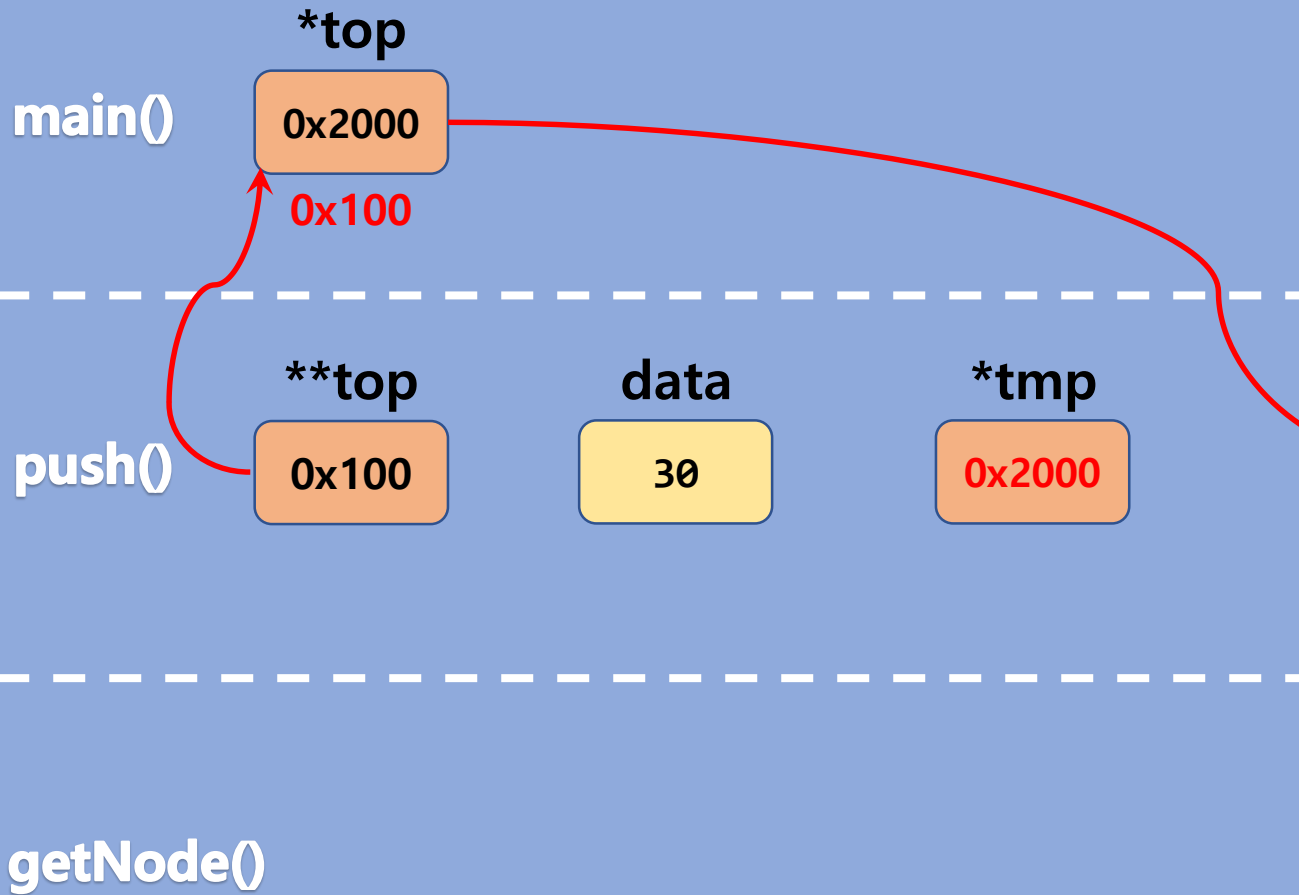 *top
main()
0x2000
0x100
**top
data
*tmp
push()
0x100
30
0x2000
getNode()